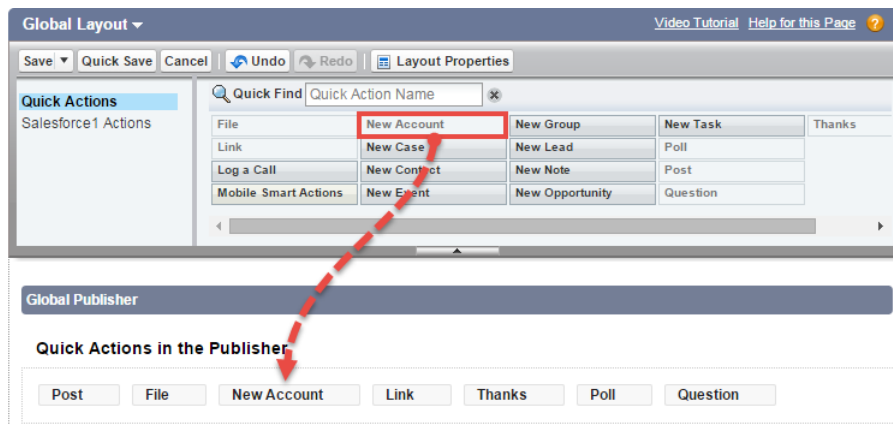 Global Layout Video Tutorial Help for this Page ?
Save Quick Save Cancel Undo Redo Layout Properties
Quick Find Quick Action Name
Quick Actions
Salesforce1 Actions
File New Account New Group New Task Thanks
Link New Case New Lead Poll
Log a Call New Contact New Note Post
Mobile Smart Actions New Event New Opportunity Question
Global Publisher
Quick Actions in the Publisher
Post File New Account Link Thanks Poll Question